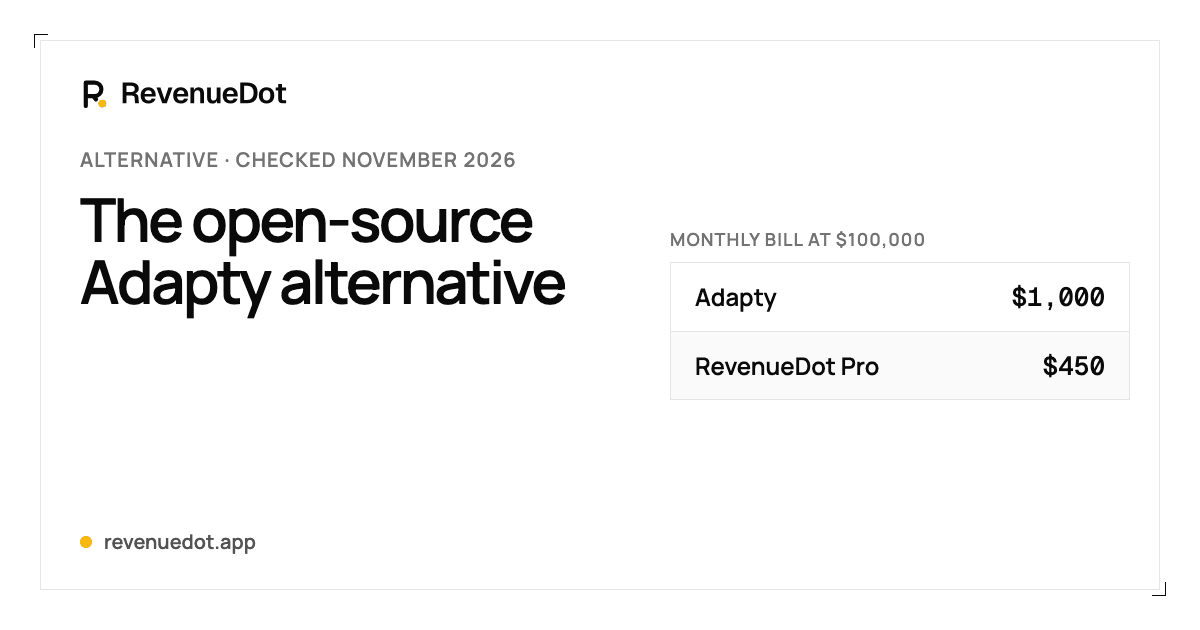 RevenueDot
ALTERNATIVE · CHECKED NOVEMBER 2026
The open-source
Adapty alternative
MONTHLY BILL AT $100,000
Adapty $1,000
RevenueDot Pro $450
revenuedot.app